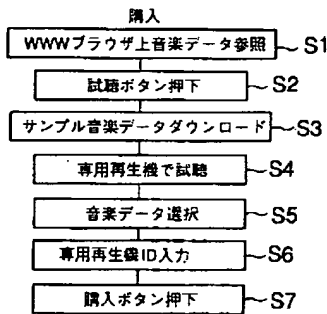 購入
WWWブラウザ上音楽データ参照 S1
試聴ボタン押下 S2
サンプル音楽データダウンロード S3
専用再生機で試聴 S4
音楽データ選択 S5
専用再生機ID入力 S6
購入ボタン押下 S7